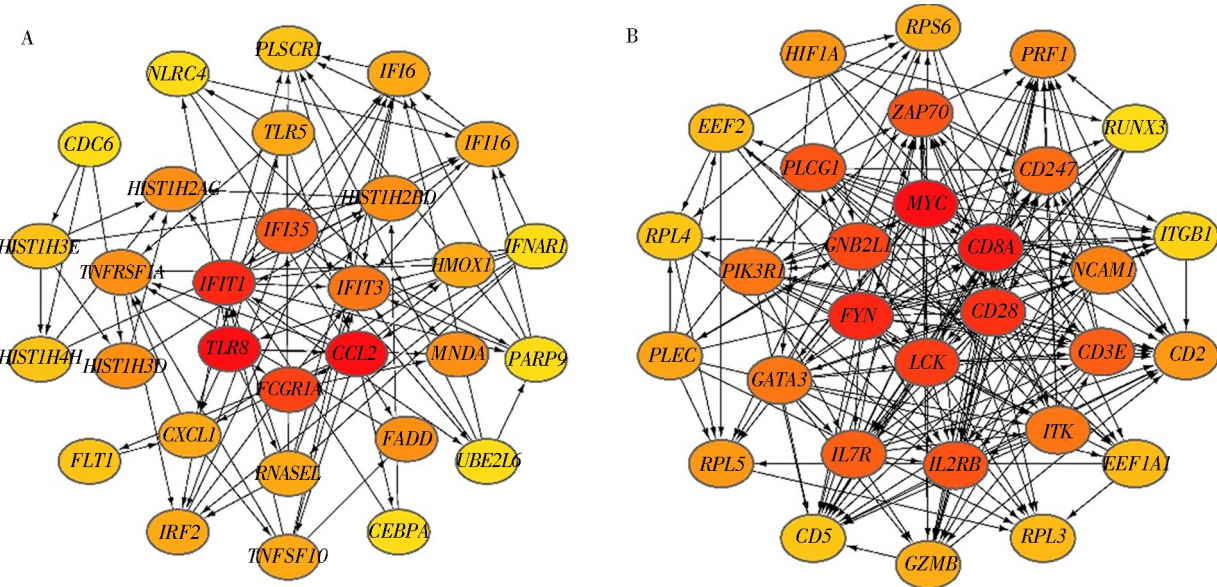 A
PLSCR1
NLRC4
IFI6
TLR5
IFI16
CDC6
HIST1H2AC
HIST1H2BD
HIST1H3E
IFI35
IFNAR1
TNFRSF1A
HMOX1
IFIT1
IFIT3
HIST1H4H
HIST1H3D
TLR8
CCL2
MNDA
PARP9
FCGR1A
CXCL1
FADD
FLT1
RNASEL
UBE2L6
IRF2
TNFSF10
CEBPA
B
RPS6
HIF1A
PRF1
EEF2
ZAP70
RUNX3
PLCG1
CD247
MYC
RPL4
GNB2L1
CD8A
ITGB1
PIK3R1
NCAM1
FYN
CD28
PLEC
GATA3
LCK
CD3E
CD2
ITK
RPL5
IL7R
IL2RB
EEF1A1
CD5
GZMB
RPL3